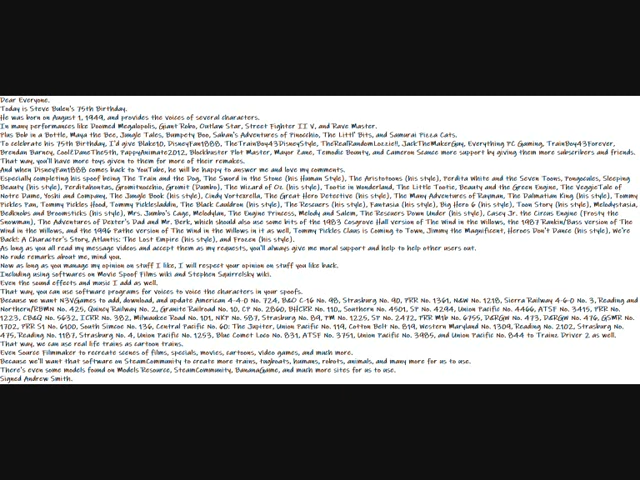 Dear Everyone.
Today is Steve Bulen's 75th Birthday.
He was born on August 1, 1949, and provides the voices of several characters.
In many performances like Doomed Megalopolis, Giant Robo, Outlaw Star, Street Fighter II V, and Rave Master.
Plus Bob in a Bottle, Maya the Bee, Jungle Tales, Bumpety Boo, Saban's Adventures of Pinocchio, The Littl' Bits, and Samurai Pizza Cats.
To celebrate his 75th Birthday, I'd give Blake10, DisneyFan1888, TheTrainBoy43DisneyStyle, TheRealRandomLozzieII, JackTheMakerGuy, Everything PC Gaming, TrainBoy43Forever,
Brendan Barney, CoolZDaneThe5th, PappyAnimate2012, Blockbuster Plot Master, Mayor Zane, Temodic Bounty, and Cameron Seance more support by giving them more subscribers and friends.
That way, you'll have more toys given to them for more of their remakes.
And when DisneyFan1888 comes back to YouTube, he will be happy to answer me and love my comments.
Especially completing his spoof being The Train and the Dog, The Sword in the Stone (his Human Style), The Aristotoons (his style), Perdita White and the Seven Toons, Pongocules, Sleeping
Beauty (his style), Perditahontas, Gromitnocchio, Gromit (Dumbo), The Wizard of Oz (his style), Tootie in Wonderland, The Little Tootie, Beauty and the Green Engine, The VeggieTale of
Notre Dame, Yoshi and Company, The Jungle Book (his style), Cindy Vortexrella, The Great Hero Detective (his style), The Many Adventures of Rayman, The Dalmatian King (his style), Tommy
Pickles Pan, Tommy Pickles Hood, Tommy Picklesladdin, The Black Cauldron (his style), The Rescuers (his style), Fantasia (his style), Big Hero 6 (his style), Toon Story (his style), Melodystasia,
Bedknobs and Broomsticks (his style), Mrs. Jumbo's Cage, Melodylan, The Engine Princess, Melody and Salem, The Rescuers Down Under (his style), Casey Jr. the Circus Engine (Frosty the
Snowman), The Adventures of Dexter's Dad and Mr. Berk, which should also use some bits of the 1983 Cosgrove Hall version of The Wind in the Willows, the 1987 Rankin/Bass version of The
Wind in the Willows, and the 1996 Pathe version of The Wind in the Willows in it as well, Tommy Pickles Claus is Coming to Town, Jimmy the Magnificent, Heroes Don't Dance (his style), We're
Back! A Character's Story, Atlantis: The Lost Empire (his style), and Frozen (his style).
As long as you all read my message videos and accept them as my requests, you'll always give me moral support and help to help other users out.
No rude remarks about me, mind you.
Now as long as you manage my opinion on stuff I like, I will respect your opinion on stuff you like back.
Including using softwares on Movie Spoof Films wiki and Stephen Squirrelsky wiki.
Even the sound effects and music I add as well.
That way, you can use software programs for voices to voice the characters in your spoofs.
Because we want N3VGames to add, download, and update American 4-4-0 No. 724, B&O C-16 No. 98, Strasburg No. 90, PRR No. 1361, N&W No. 1218, Sierra Railway 4-6-0 No. 3, Reading and
Northern/RBMN No. 425, Quincy Railway No. 2, Granite Railroad No. 10, CP No. 2860, BHCRR No. 110, Southern No. 4501, SP No. 4294, Union Pacific No. 4466, ATSF No. 3415, PRR No.
1223, CB&Q No. 5632, ICRR No. 382, Milwaukee Road No. 101, NKP No. 587, Strasburg No. 89, PM No. 1225, SP No. 2472, PRR M1b No. 6755, D&RGW No. 473, D&RGW No. 476, GSMR No.
1702, PRR S1 No. 6100, South Simcoe No. 136, Central Pacific No. 60: The Jupiter, Union Pacific No. 119, Cotton Belt No. 819, Western Maryland No. 1309, Reading No. 2102, Strasburg No.
475, Reading No. 1187, Strasburg No. 4, Union Pacific No. 1253, Blue Comet Loco No. 831, ATSF No. 3751, Union Pacific No. 3985, and Union Pacific No. 844 to Trainz Driver 2 as well.
That way, we can use real life trains as cartoon trains.
Even Source Filmmaker to recreate scenes of films, specials, movies, cartoons, video games, and much more.
Because we'll want that software on SteamCommunity to create more trains, tugboats, humans, robots, animals, and many more for us to use.
There's even some models found on Models Resource, SteamCommunity, BananaGame, and much more sites for us to use.
Signed Andrew Smith.